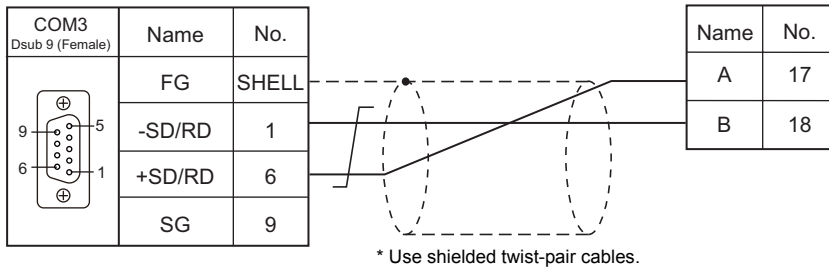 COM3
Dsub 9 (Female)
Name No.
FG SHELL
-SD/RD 1
+SD/RD 6
SG 9
9 5
6 1
Name No.
A 17
B 18
* Use shielded twist-pair cables.